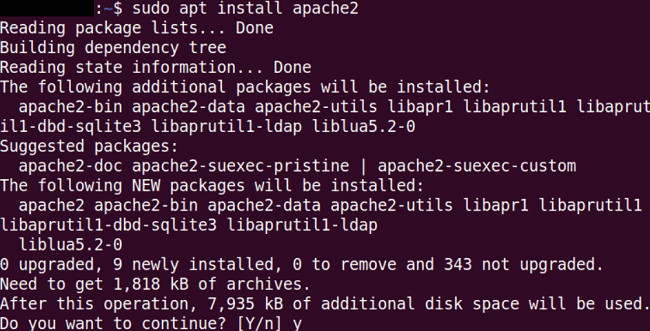 :~$ sudo apt install apache2
Reading package lists... Done
Building dependency tree
Reading state information... Done
The following additional packages will be installed:
  apache2-bin apache2-data apache2-utils libapr1 libaprutil1 libaprut
il1-dbd-sqlite3 libaprutil1-ldap liblua5.2-0
Suggested packages:
  apache2-doc apache2-suexec-pristine | apache2-suexec-custom
The following NEW packages will be installed:
  apache2 apache2-bin apache2-data apache2-utils libapr1 libaprutil1
libaprutil1-dbd-sqlite3 libaprutil1-ldap
  liblua5.2-0
0 upgraded, 9 newly installed, 0 to remove and 343 not upgraded.
Need to get 1,818 kB of archives.
After this operation, 7,935 kB of additional disk space will be used.
Do you want to continue? [Y/n] y